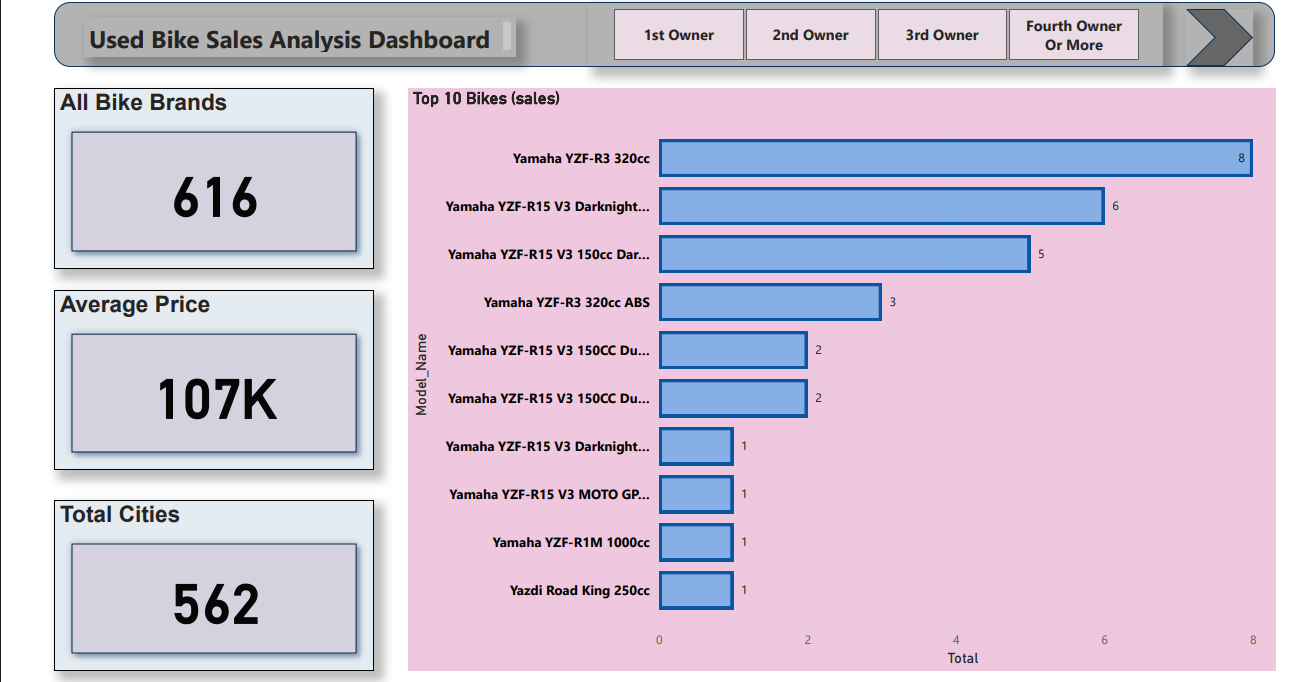 Used Bike Sales Analysis Dashboard
1st Owner
2nd Owner
3rd Owner
Fourth Owner
Or More
All Bike Brands
616
Average Price
107K
Total Cities
562
Top 10 Bikes (sales)
Model_Name
Yamaha YZF-R3 320cc
8
Yamaha YZF-R15 V3 Darknight...
6
Yamaha YZF-R15 V3 150cc Dar...
5
Yamaha YZF-R3 320cc ABS
3
Yamaha YZF-R15 V3 150CC Du...
2
Yamaha YZF-R15 V3 150CC Du...
2
Yamaha YZF-R15 V3 Darknight...
1
Yamaha YZF-R15 V3 MOTO GP...
1
Yamaha YZF-R1M 1000cc
1
Yazdi Road King 250cc
1
0 2 4 6 8
Total